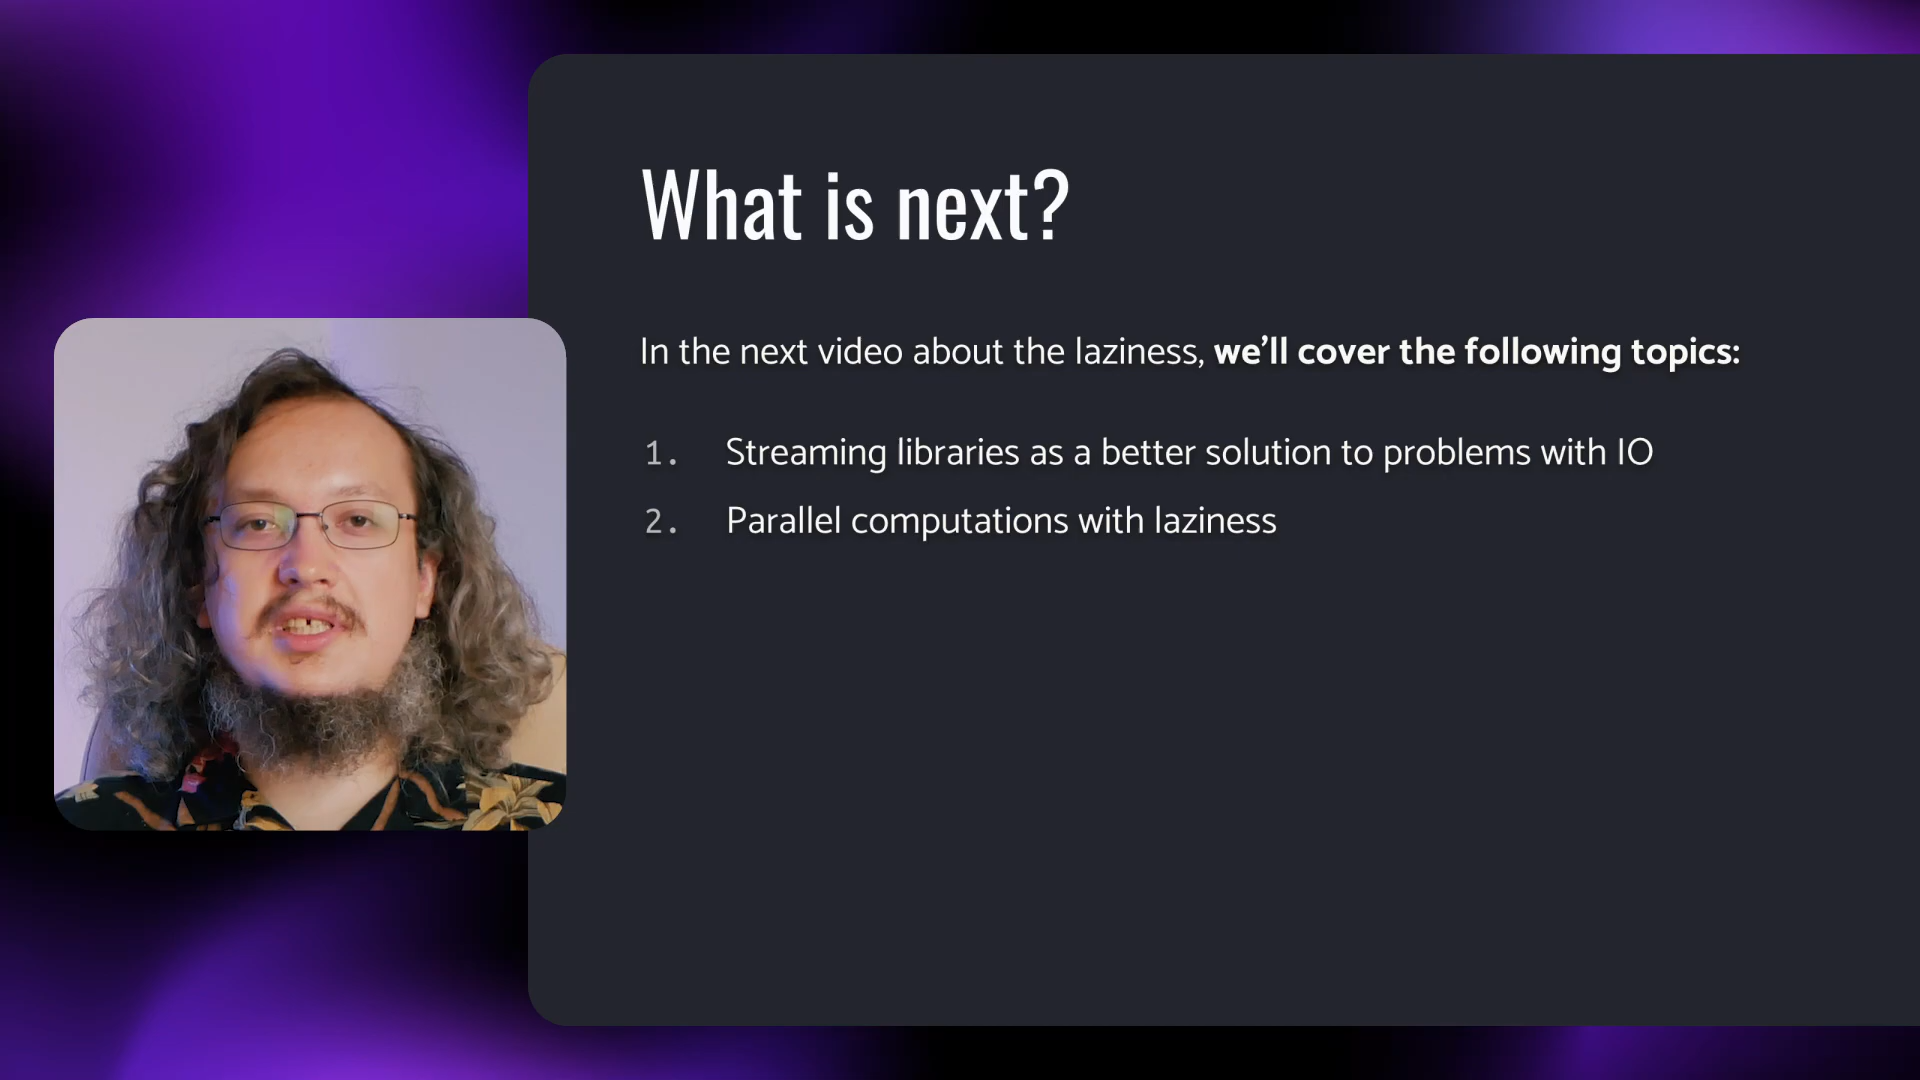 What is next?
In the next video about the laziness, we’ll cover the following topics:
1. Streaming libraries as a better solution to problems with IO
2. Parallel computations with laziness